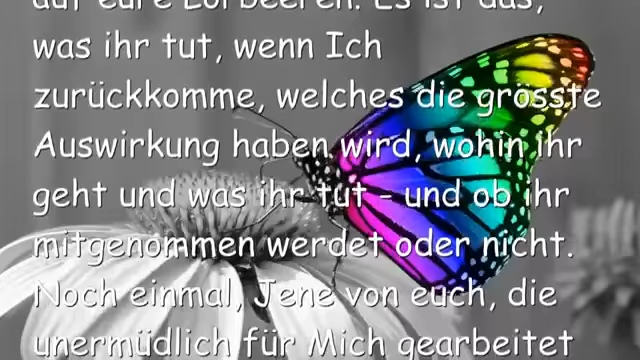 auf eure Lorbeeren. Es ist das,
was ihr tut, wenn Ich
zurückkomme, welches die grösste
Auswirkung haben wird, wohin ihr
geht und was ihr tut - und ob ihr
mitgenommen werdet oder nicht.
Noch einmal, Jene von euch, die
unermüdlich für Mich gearbeitet